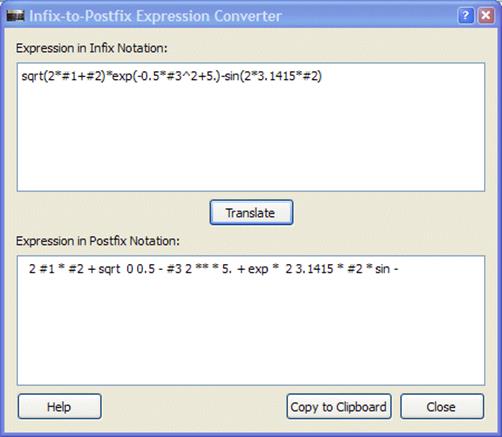 Infix-to-Postfix Expression Converter
Expression in Infix Notation:
sqrt(2*#1+#2)*exp(-0.5*#3^2+5.)-sin(2*3.1415*#2)
Translate
Expression in Postfix Notation:
2 #1 * #2 + sqrt  0 0.5 - #3 2 ** * 5. + exp *  2 3.1415 * #2 * sin -
Help
Copy to Clipboard
Close